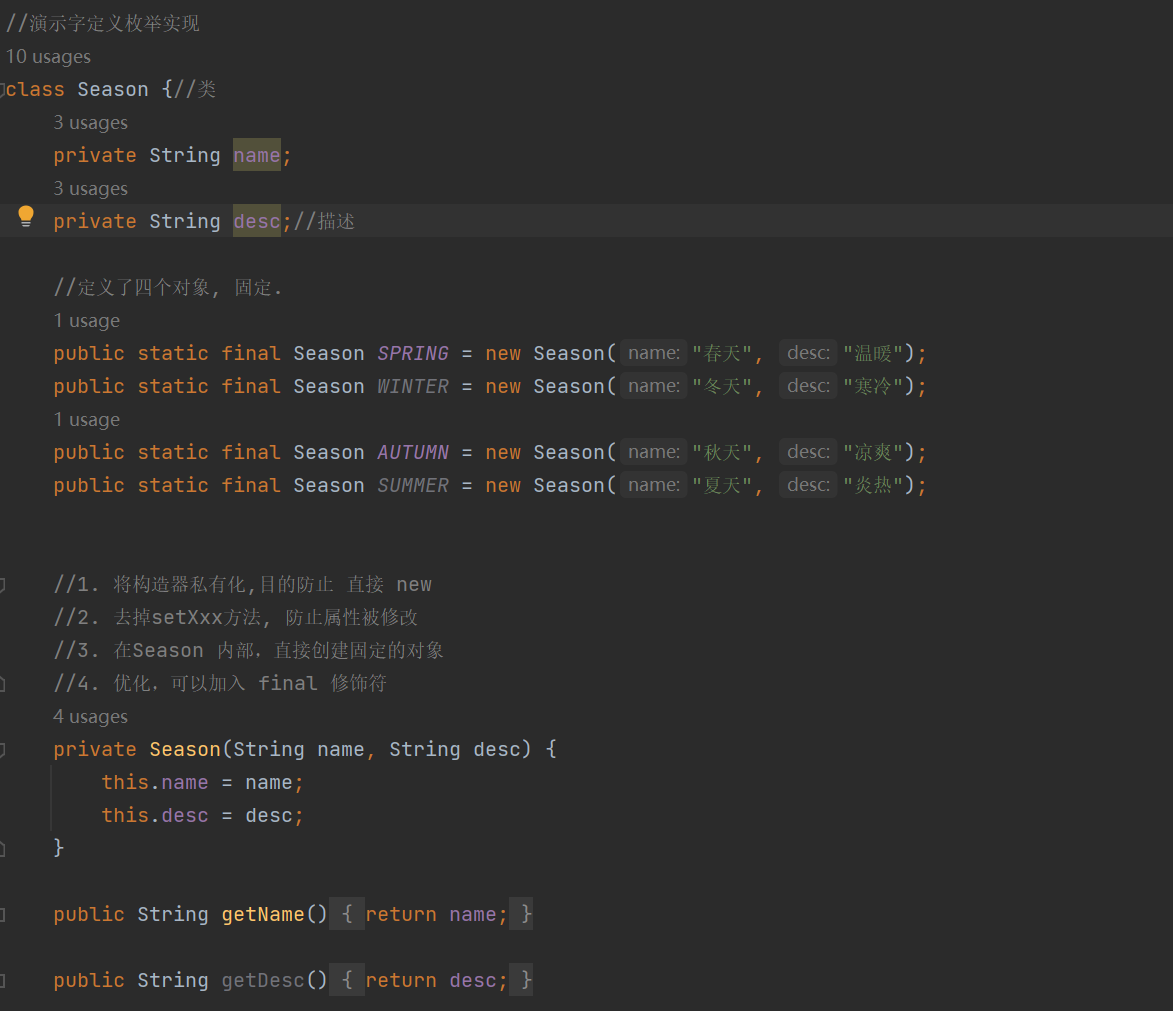 //演示字定义枚举实现
10 usages
class Season {//类
3 usages
private String name;
3 usages
private String desc;//描述
//定义了四个对象, 固定.
1 usage
public static final Season SPRING = new Season( name: "春天", desc: "温暖");
public static final Season WINTER = new Season( name: "冬天", desc: "寒冷");
1 usage
public static final Season AUTUMN = new Season( name: "秋天", desc: "凉爽");
public static final Season SUMMER = new Season( name: "夏天", desc: "炎热");
//1. 将构造器私有化,目的防止 直接 new
//2. 去掉setXxx方法, 防止属性被修改
//3. 在Season 内部，直接创建固定的对象
//4. 优化，可以加入 final 修饰符
4 usages
private Season(String name, String desc) {
this.name = name;
this.desc = desc;
}
public String getName() { return name; }
public String getDesc() { return desc; }